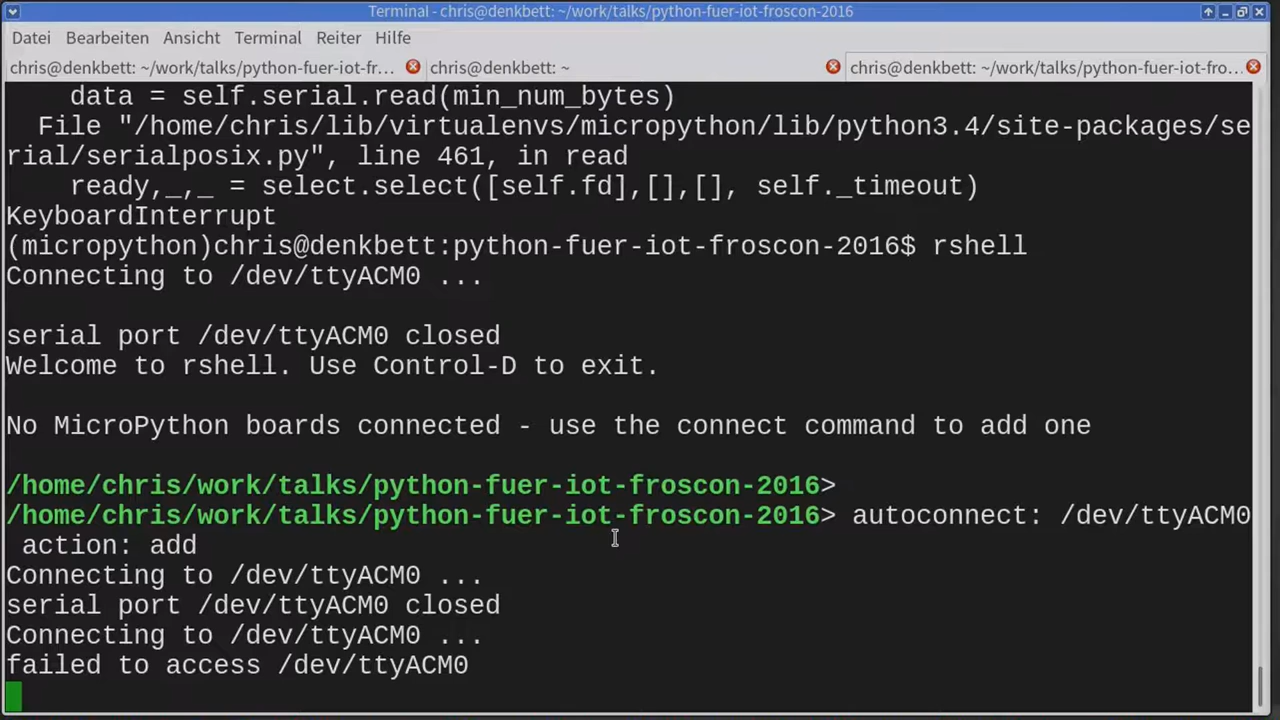 Terminal - chris@denkbett: ~/work/talks/python-fuer-iot-froscon-2016
Datei Bearbeiten Ansicht Terminal Reiter Hilfe
chris@denkbett: ~/work/talks/python-fuer-iot-fr... chris@denkbett: ~ chris@denkbett: ~/work/talks/python-fuer-iot-fro...
data = self.serial.read(min_num_bytes)
File "/home/chris/lib/virtualenvs/micropython/lib/python3.4/site-packages/se
rial/serialposix.py", line 461, in read
ready,_,_ = select.select([self.fd],[],[], self._timeout)
KeyboardInterrupt
(micropython)chris@denkbett:python-fuer-iot-froscon-2016$ rshell
Connecting to /dev/ttyACM0 ...
serial port /dev/ttyACM0 closed
Welcome to rshell. Use Control-D to exit.
No MicroPython boards connected - use the connect command to add one
/home/chris/work/talks/python-fuer-iot-froscon-2016>
/home/chris/work/talks/python-fuer-iot-froscon-2016> autoconnect: /dev/ttyACM0
action: add
Connecting to /dev/ttyACM0 ...
serial port /dev/ttyACM0 closed
Connecting to /dev/ttyACM0 ...
failed to access /dev/ttyACM0